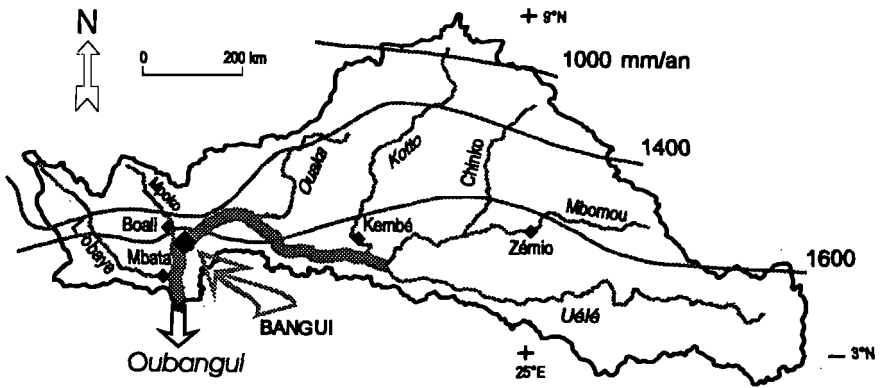 N
9°N
0 200 km
1000 mm/an
1400
Ouaka
Kotto
Chinko
Mpoko
Mbomou
Boali
Kembé
Zémio
Lobaye
Mbata
1600
BANGUI
Uélé
Oubangui
25°E
3°N